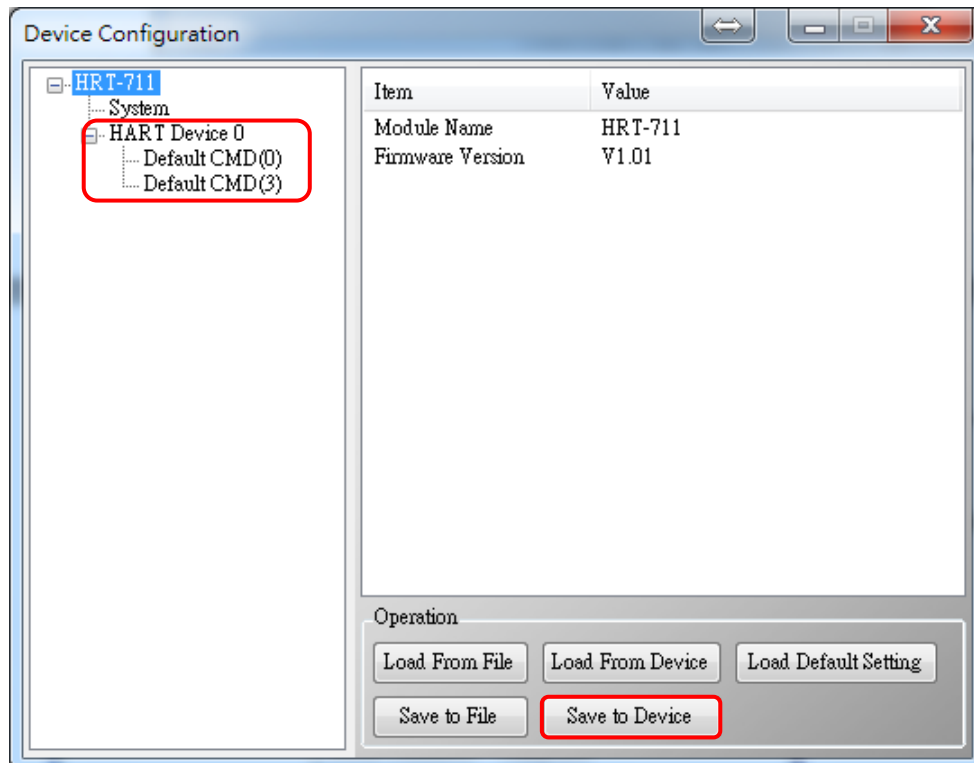 Device Configuration
HRT-711
System
HART Device 0
Default CMD(0)
Default CMD(3)
Item Value
Module Name HRT-711
Firmware Version V1.01
Operation
Load From File Load From Device Load Default Setting
Save to File Save to Device